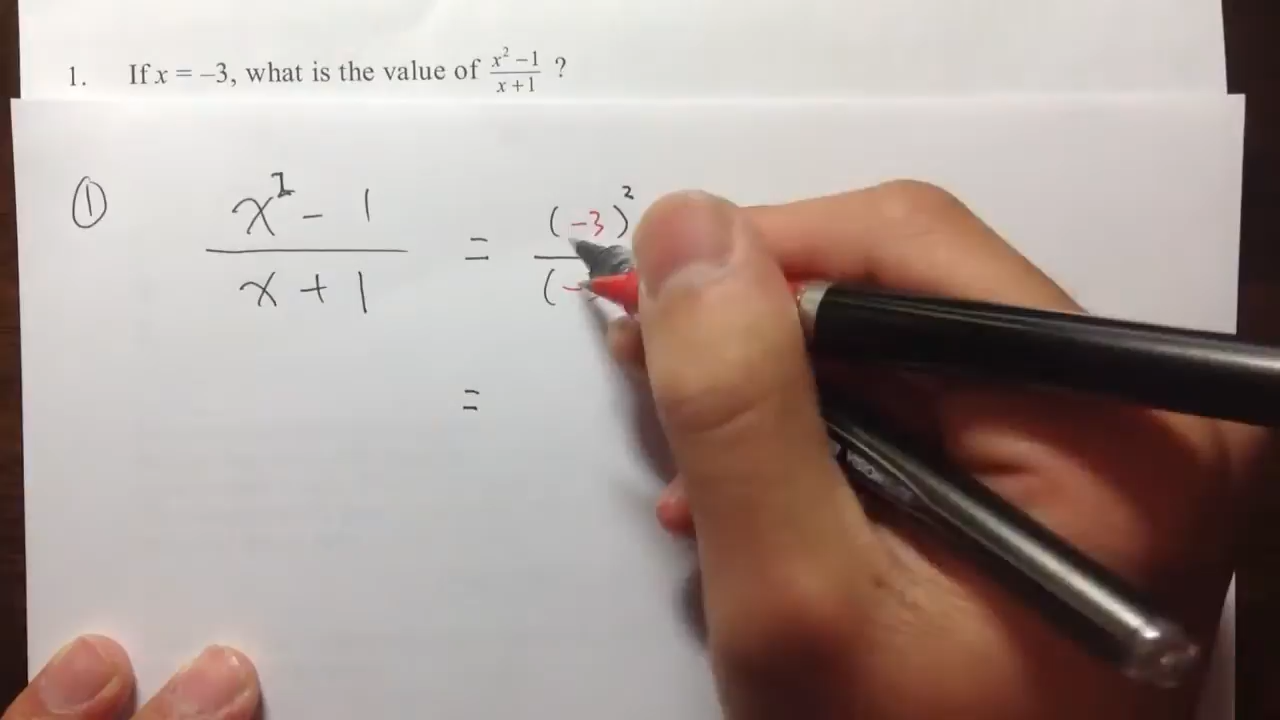 1. If x = –3, what is the value of x² –1 / x +1 ?
① x² - 1 / x + 1 = (-3)² / (-
=